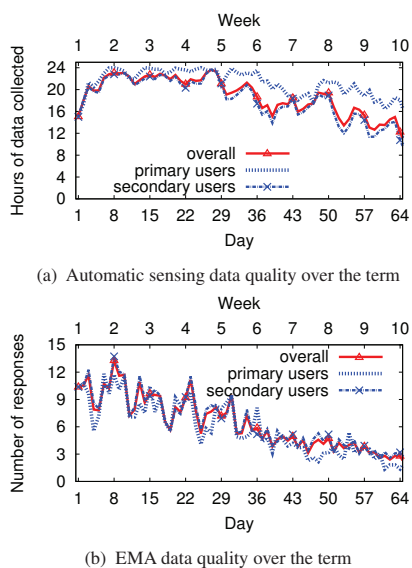 Week
1 2 3 4 5 6 7 8 9 10
24
20
16
12
8
4
0
Hours of data collected
overall
primary users
secondary users
1 8 15 22 29 36 43 50 57 64
Day
(a) Automatic sensing data quality over the term
Week
1 2 3 4 5 6 7 8 9 10
15
12
9
6
3
0
Number of responses
overall
primary users
secondary users
1 8 15 22 29 36 43 50 57 64
Day
(b) EMA data quality over the term